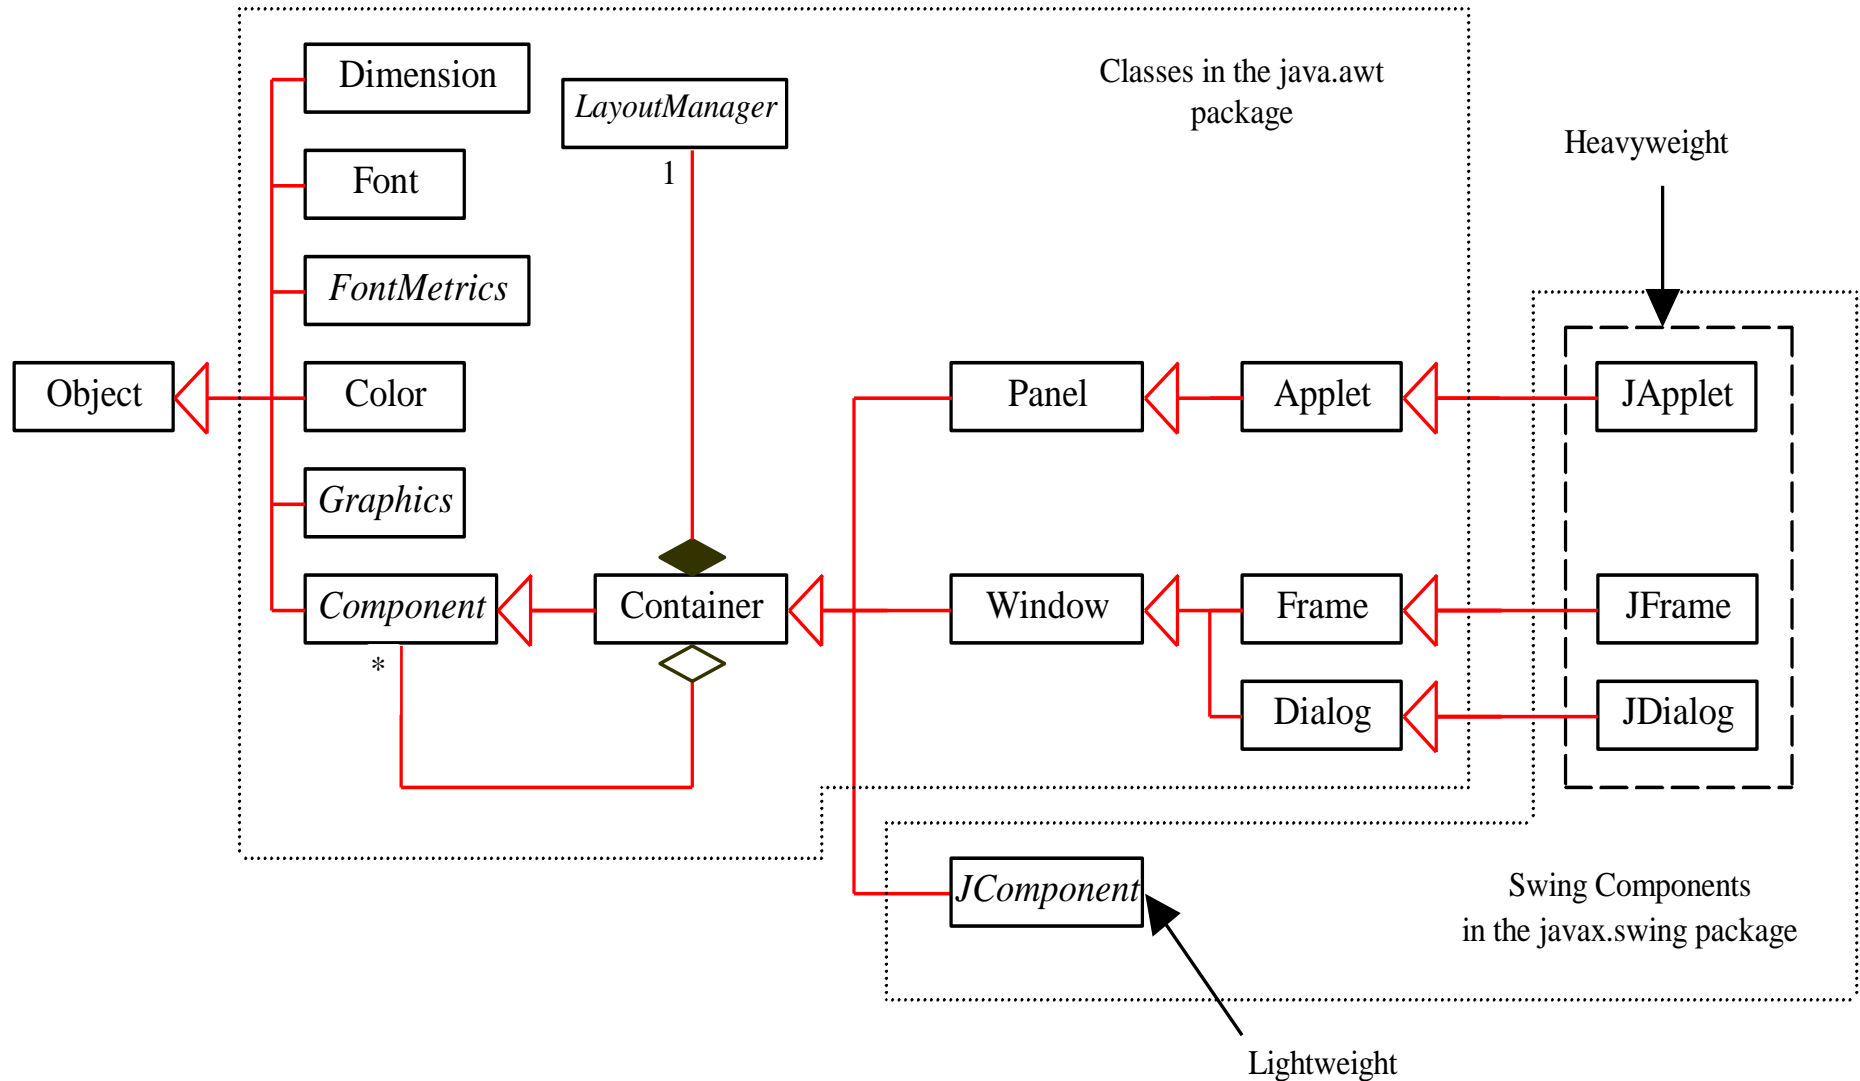 Dimension
LayoutManager
Classes in the java.awt
package
Heavyweight
1
Font
FontMetrics
Object
Color
Panel
Applet
JApplet
Graphics
Component
Container
Window
Frame
JFrame
*
Dialog
JDialog
JComponent
Swing Components
in the javax.swing package
Lightweight